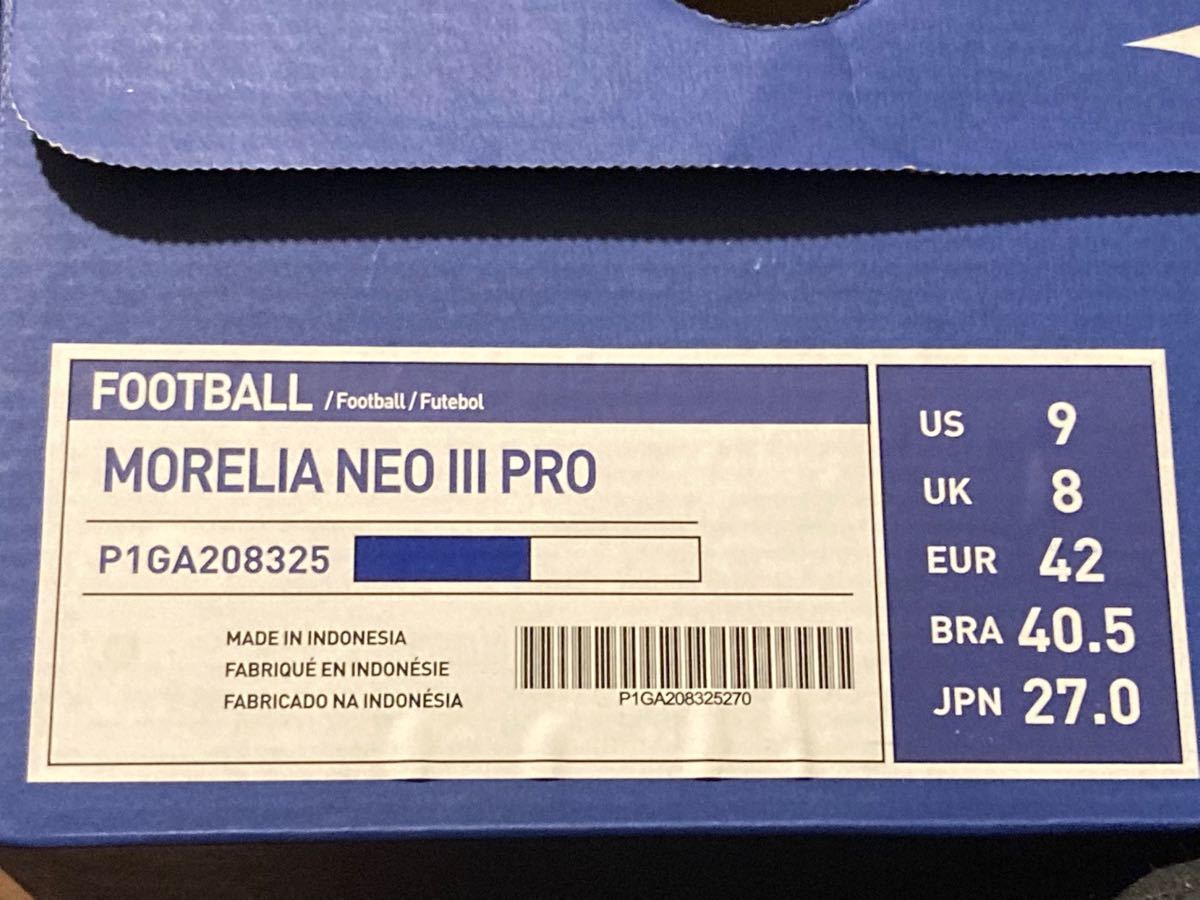 FOOTBALL / Football / Futebol
MORELIA NEO III PRO
P1GA208325
MADE IN INDONESIA
FABRIQUÉ EN INDONÉSIE
FABRICADO NA INDONÉSIA
P1GA208325270
US 9
UK 8
EUR 42
BRA 40.5
JPN 27.0